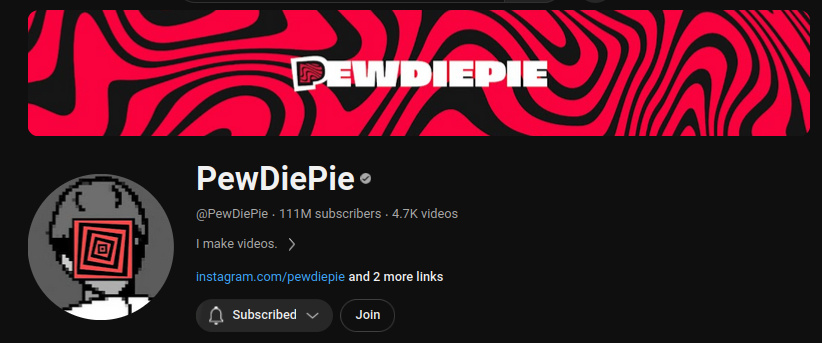 PEWDIEPIE
PewDiePie
@PewDiePie · 111M subscribers · 4.7K videos
I make videos.
instagram.com/pewdiepie and 2 more links
Subscribed
Join